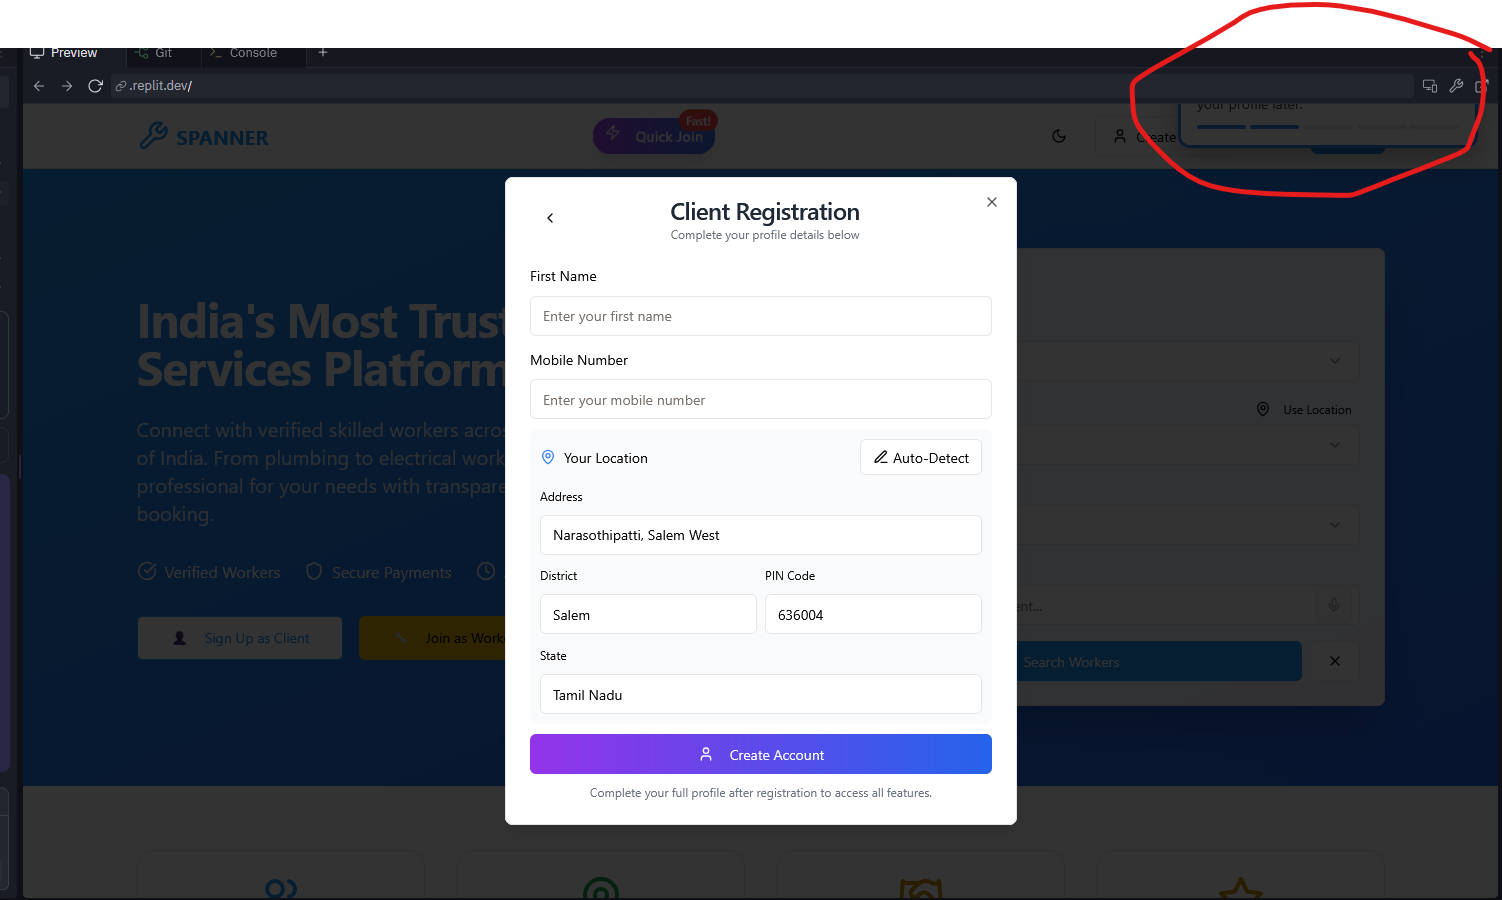 Preview
Git
Console
.replit.dev/
your profile later.
SPANNER
Quick Join
Fast!
Create
Client Registration
Complete your profile details below
First Name
Enter your first name
Mobile Number
Enter your mobile number
Your Location
Auto-Detect
Address
Narasothipatti, Salem West
District
PIN Code
Salem
636004
State
Tamil Nadu
Create Account
Complete your full profile after registration to access all features.
India's Most Trust
Services Platform
Connect with verified skilled workers acros
of India. From plumbing to electrical work
professional for your needs with transpare
booking.
Verified Workers
Secure Payments
Sign Up as Client
Join as Work
Use Location
ent...
Search Workers